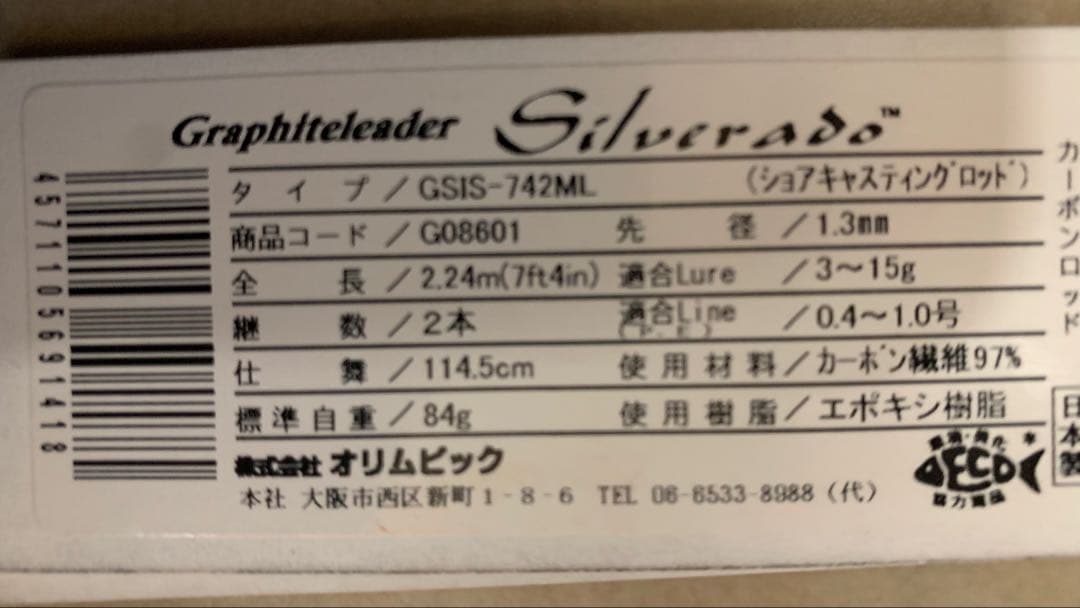 Graphiteleader Silverado™
タイプ／GSIS-742ML （ショアキャスティングロッド）
商品コード／G08601 先径／1.3mm
全長／2.24m(7ft4in) 適合Lure／3～15g
継数／2本 適合Line(P.E)／0.4～1.0号
仕舞／114.5cm 使用材料／カーボン繊維97%
標準自重／84g 使用樹脂／エポキシ樹脂
株式会社 オリムピック
本社 大阪市西区新町1-8-6 TEL 06-6533-8988（代）
カーボンロッド
日本製
4571105691418
DECO